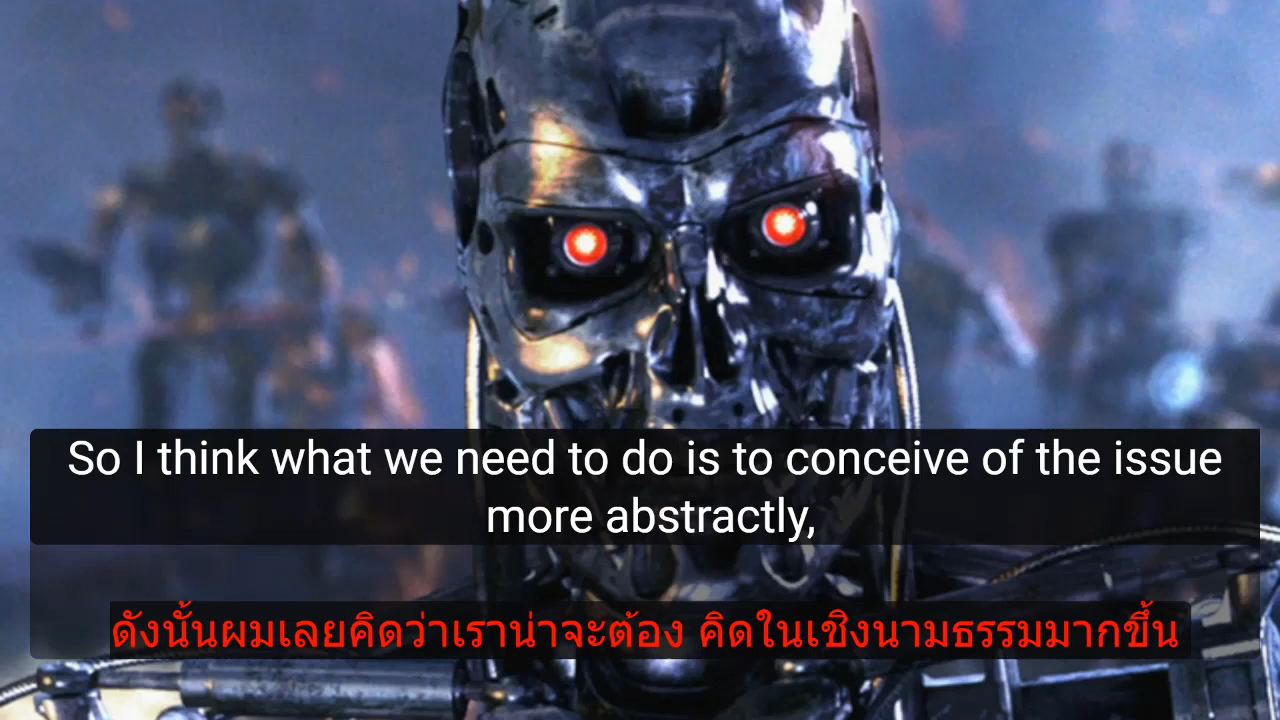 So I think what we need to do is to conceive of the issue
more abstractly,
ดังนั้นผมเลยคิดว่าเราน่าจะต้อง คิดในเชิงนามธรรมมากขึ้น